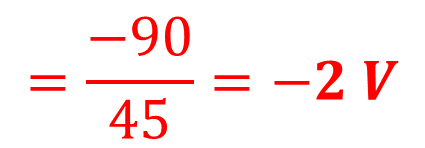 = −90/45 = −2 V